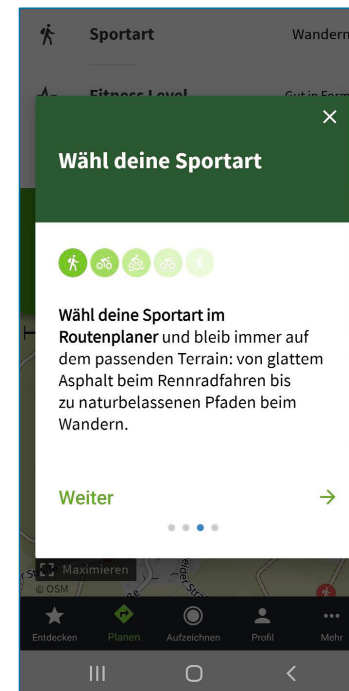 Sportart Wandern
Fitness Level Gut in Form
Wähl deine Sportart
Wähl deine Sportart im
Routenplaner und bleib immer auf
dem passenden Terrain: von glattem
Asphalt beim Rennradfahren bis
zu naturbelassenen Pfaden beim
Wandern.
Weiter
Maximieren
© OSM
Entdecken Planen Aufzeichnen Profil Mehr